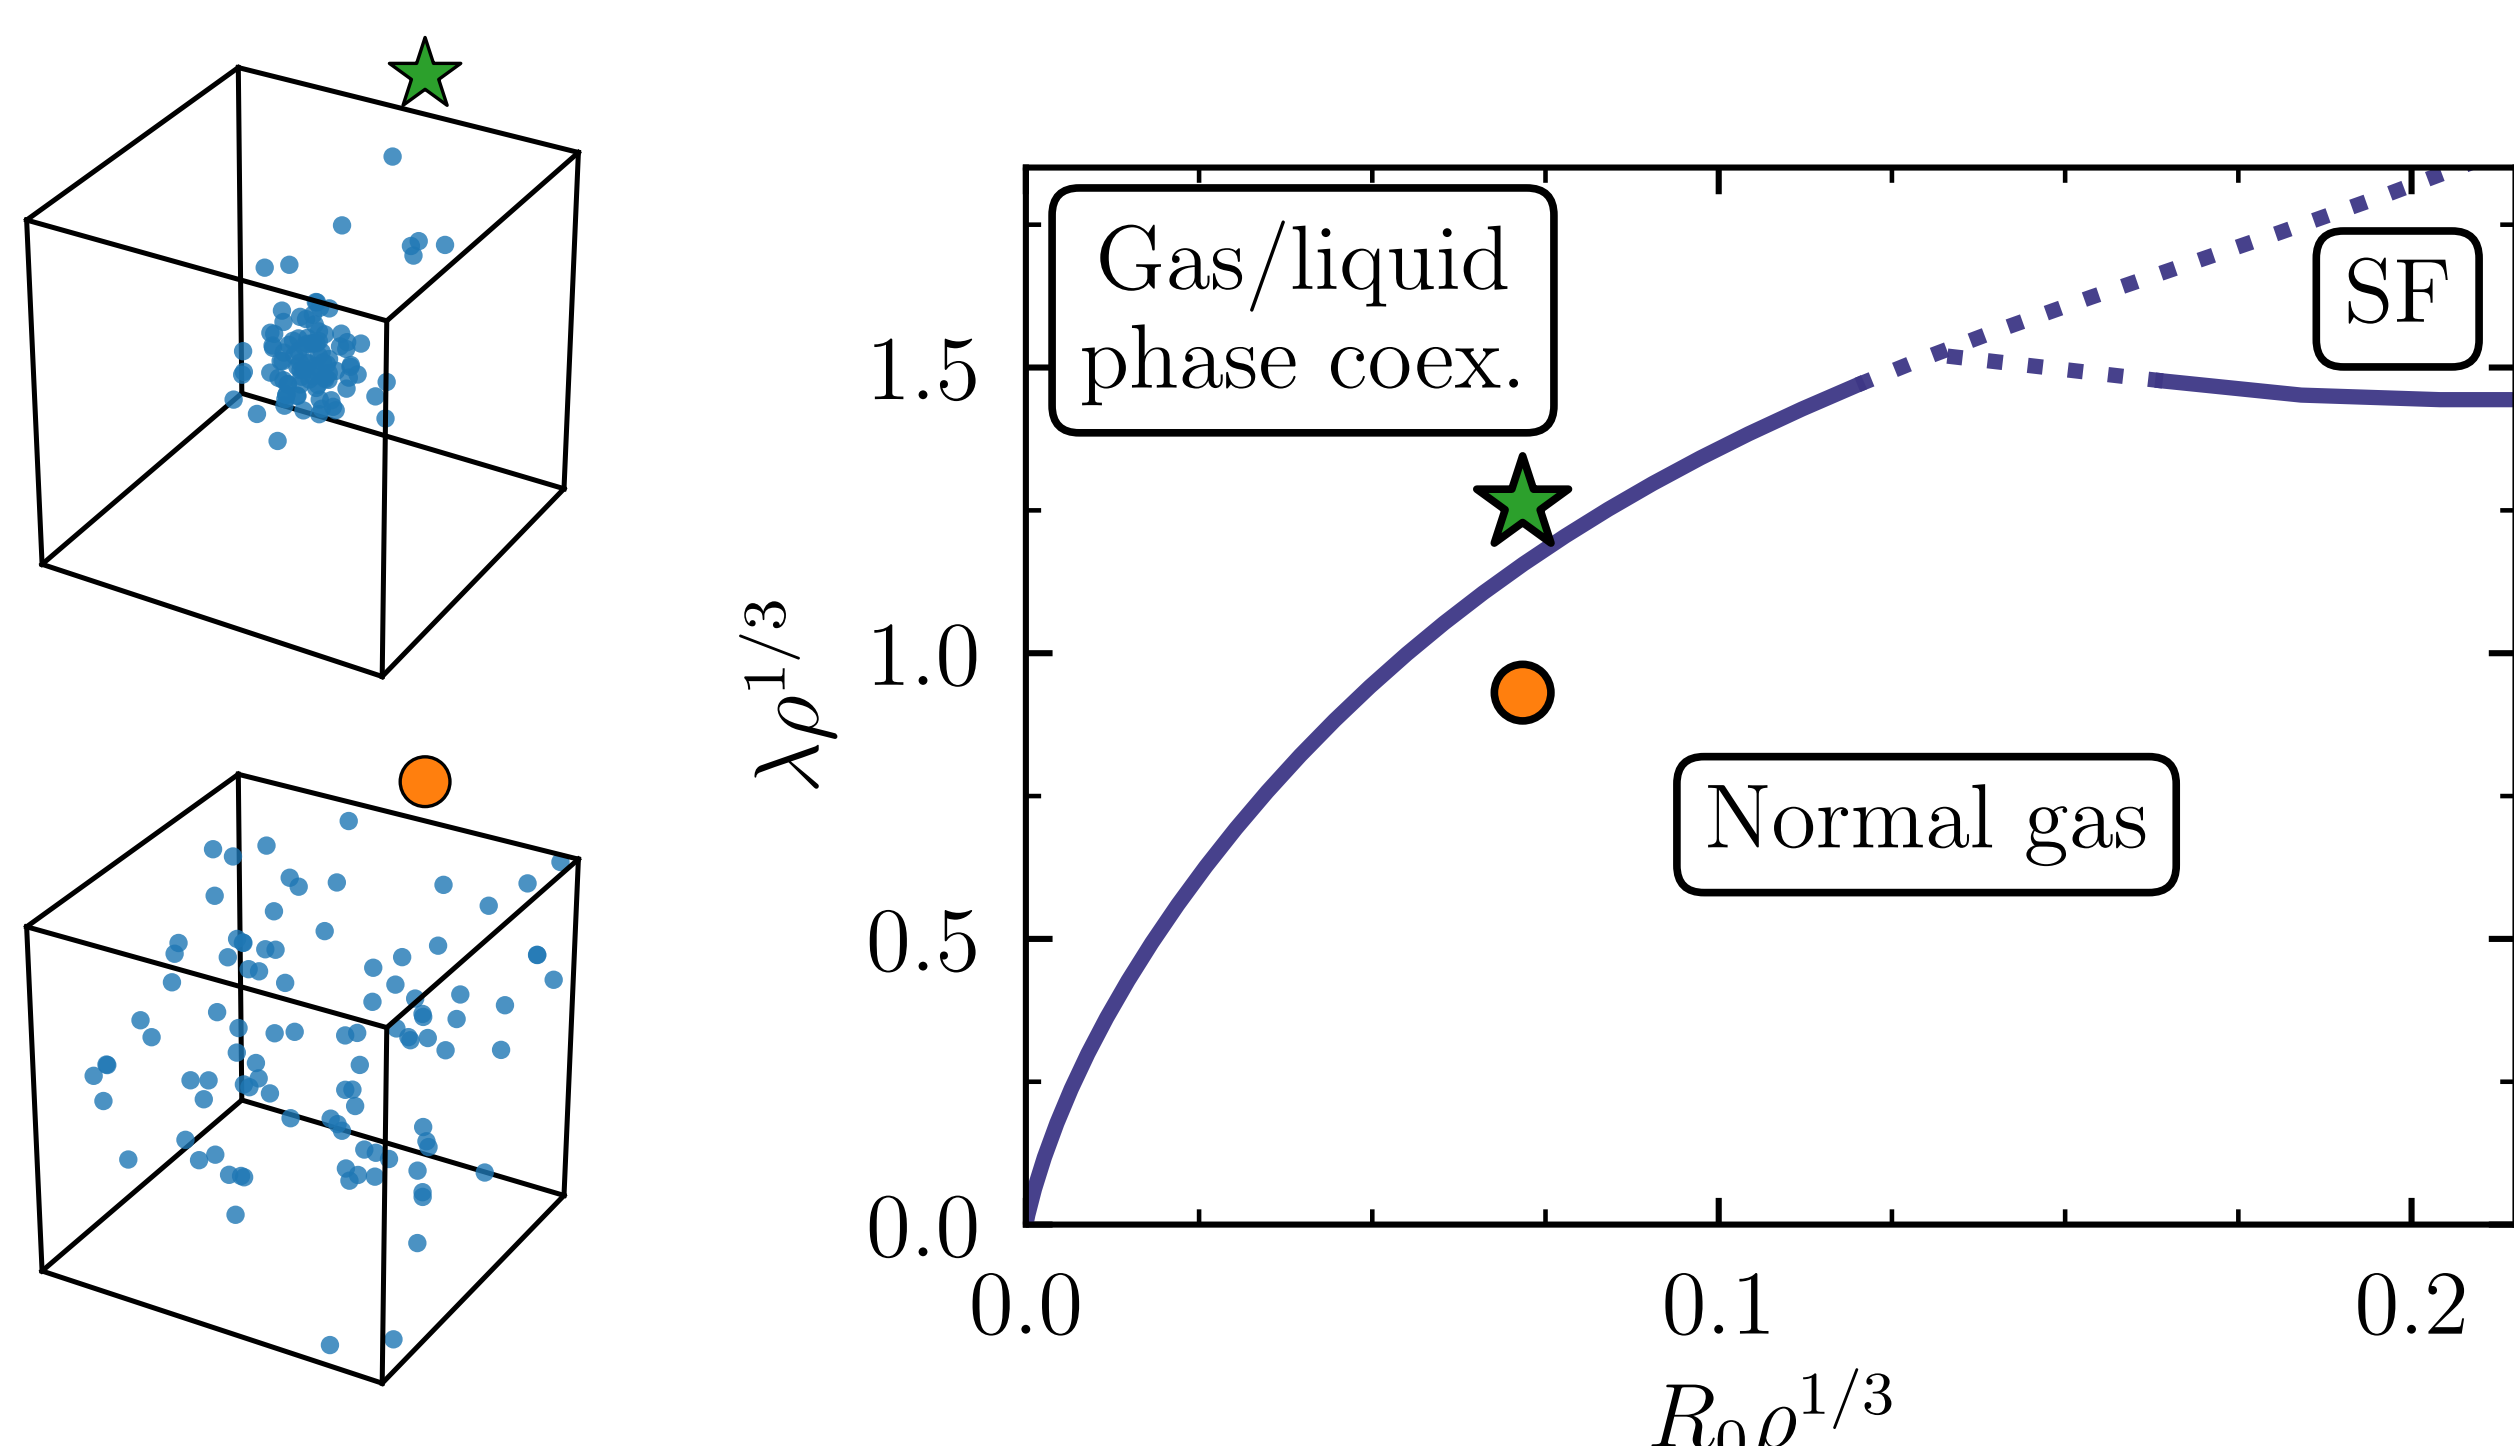 Gas/liquid
phase coex.
SF
Normal gas
λρ^{1/3}
1.5
1.0
0.5
0.0
0.0
0.1
0.2
R_0ρ^{1/3}